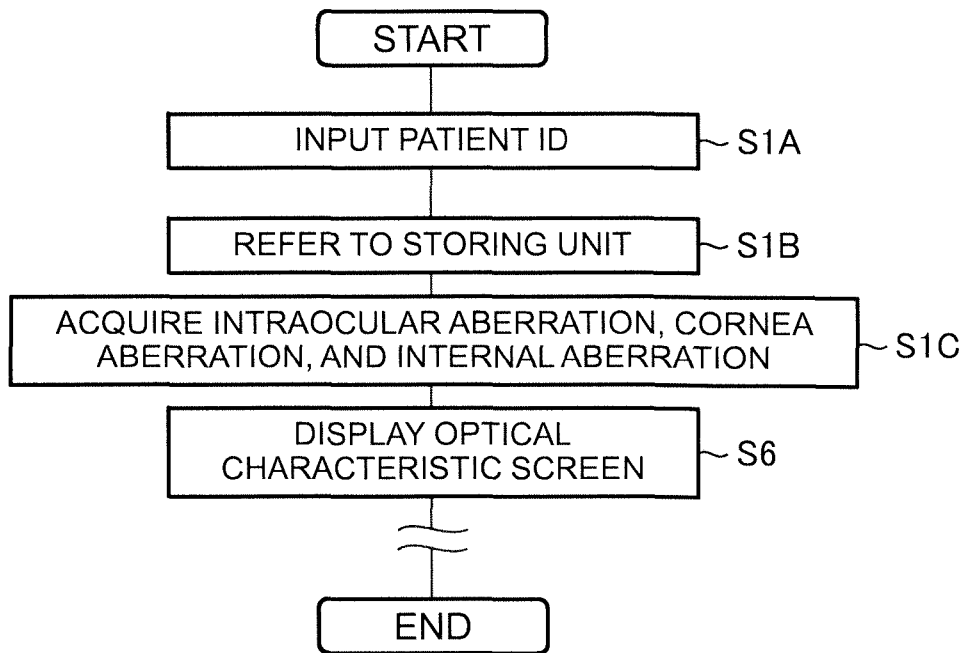 START
INPUT PATIENT ID
S1A
REFER TO STORING UNIT
S1B
ACQUIRE INTRAOCULAR ABERRATION, CORNEA
ABERRATION, AND INTERNAL ABERRATION
S1C
DISPLAY OPTICAL
CHARACTERISTIC SCREEN
S6
END